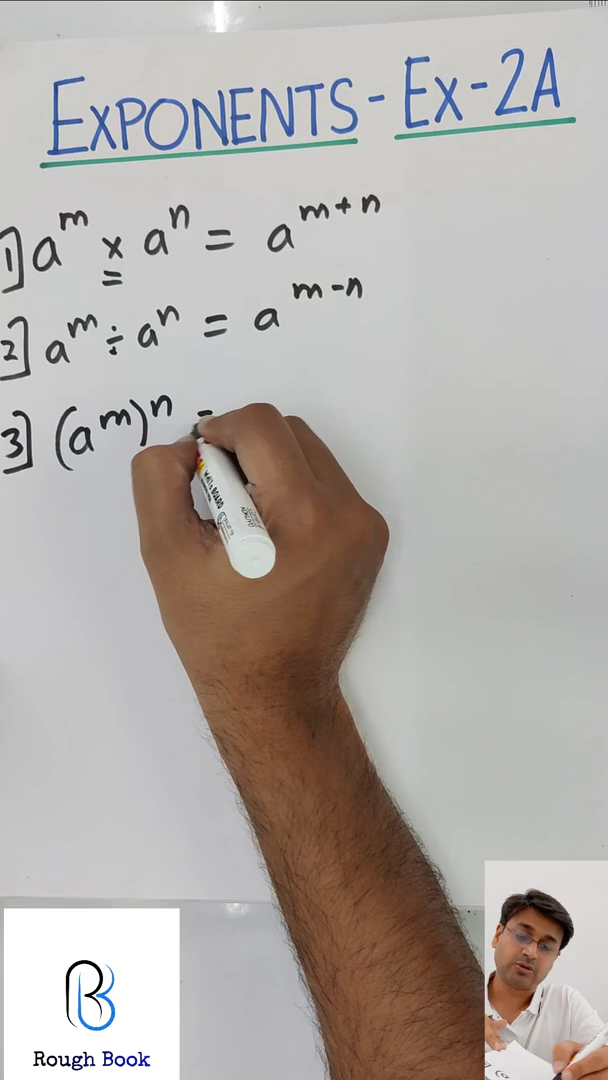 EXPONENTS - Ex - 2A
1] a^m × a^n = a^(m+n)
2] a^m ÷ a^n = a^(m-n)
3] (a^m)^n =
Rough Book